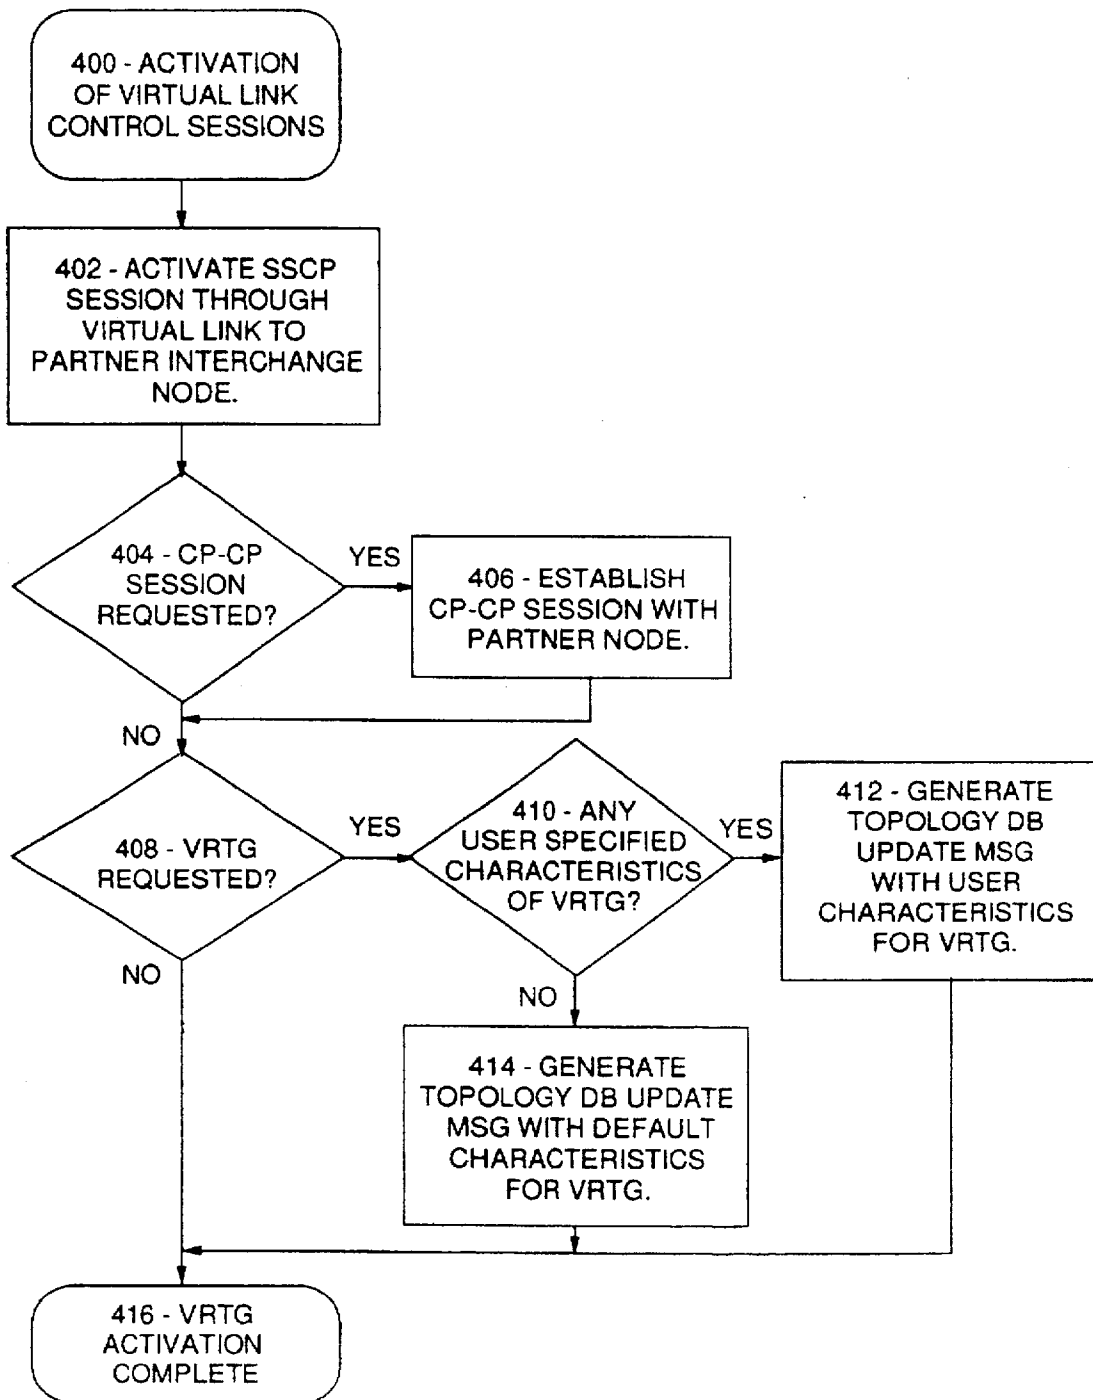 400 - ACTIVATION
OF VIRTUAL LINK
CONTROL SESSIONS
402 - ACTIVATE SSCP
SESSION THROUGH
VIRTUAL LINK TO
PARTNER INTERCHANGE
NODE.
404 - CP-CP
SESSION
REQUESTED?
YES
406 - ESTABLISH
CP-CP SESSION WITH
PARTNER NODE.
NO
408 - VRTG
REQUESTED?
YES
410 - ANY
USER SPECIFIED
CHARACTERISTICS
OF VRTG?
YES
412 - GENERATE
TOPOLOGY DB
UPDATE MSG
WITH USER
CHARACTERISTICS
FOR VRTG.
NO
NO
414 - GENERATE
TOPOLOGY DB UPDATE
MSG WITH DEFAULT
CHARACTERISTICS
FOR VRTG.
416 - VRTG
ACTIVATION
COMPLETE